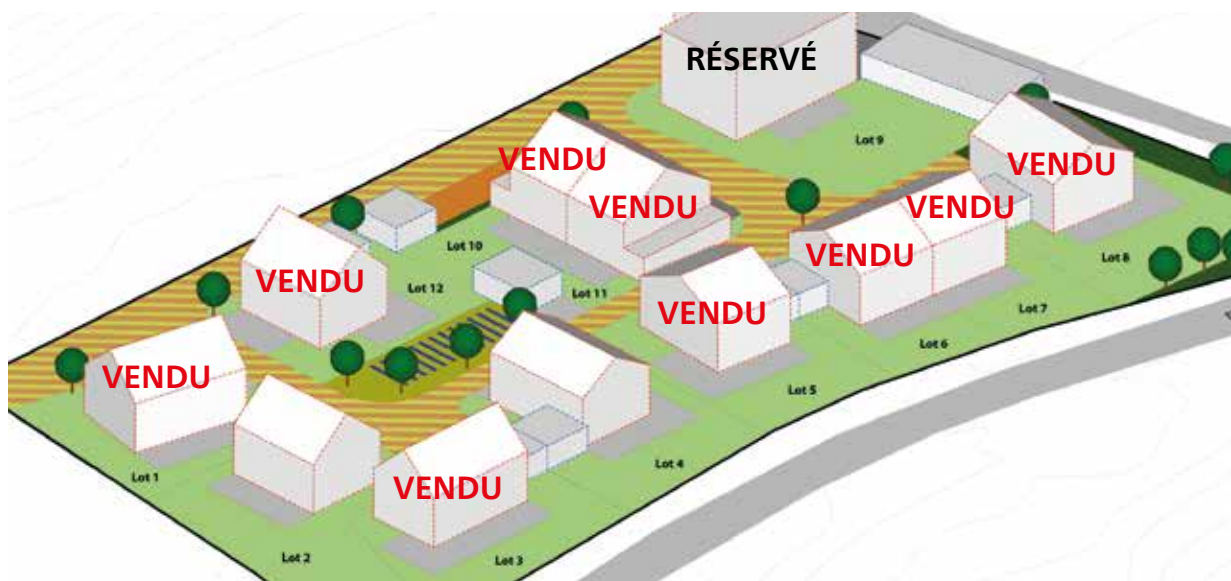 RÉSERVÉ
Lot 9
VENDU
VENDU
VENDU
VENDU
Lot 10
Lot 8
VENDU
VENDU
Lot 12
Lot 11
Lot 7
VENDU
Lot 6
VENDU
Lot 5
Lot 4
Lot 1
VENDU
Lot 2
Lot 3